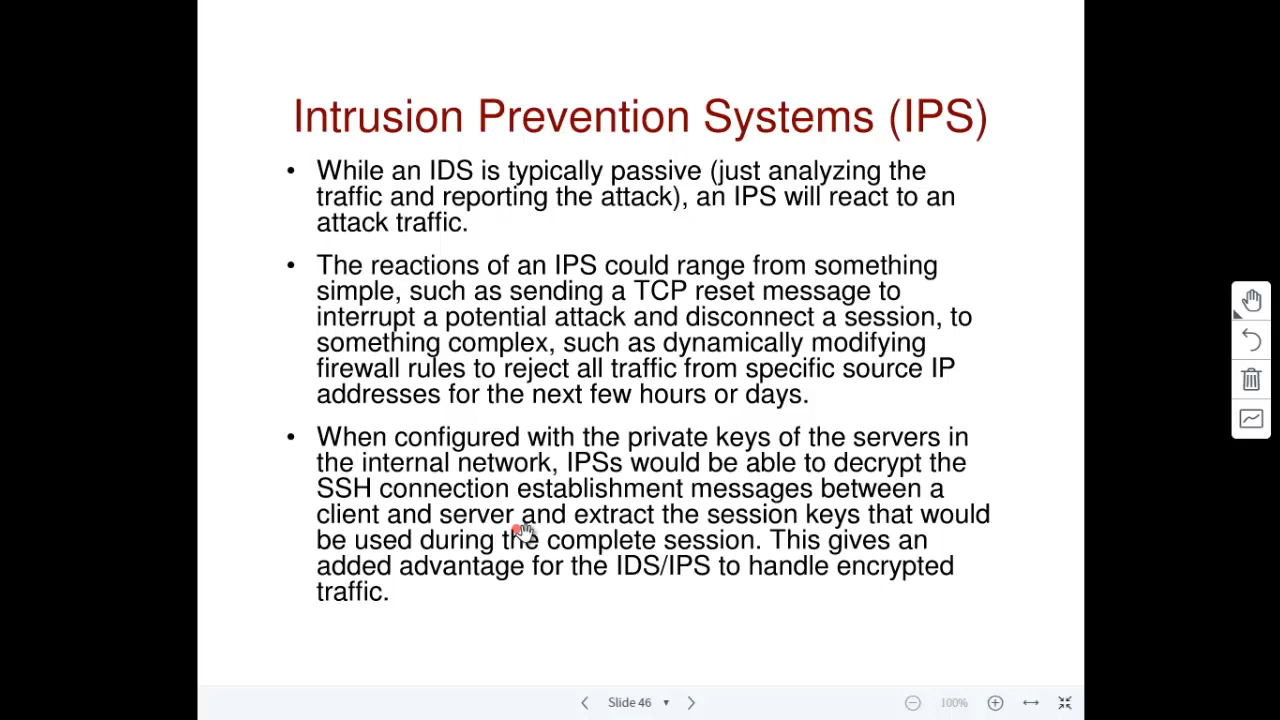 Intrusion Prevention Systems (IPS)
• While an IDS is typically passive (just analyzing the
traffic and reporting the attack), an IPS will react to an
attack traffic.
• The reactions of an IPS could range from something
simple, such as sending a TCP reset message to
interrupt a potential attack and disconnect a session, to
something complex, such as dynamically modifying
firewall rules to reject all traffic from specific source IP
addresses for the next few hours or days.
• When configured with the private keys of the servers in
the internal network, IPSs would be able to decrypt the
SSH connection establishment messages between a
client and server and extract the session keys that would
be used during the complete session. This gives an
added advantage for the IDS/IPS to handle encrypted
traffic.
Slide 46
100%